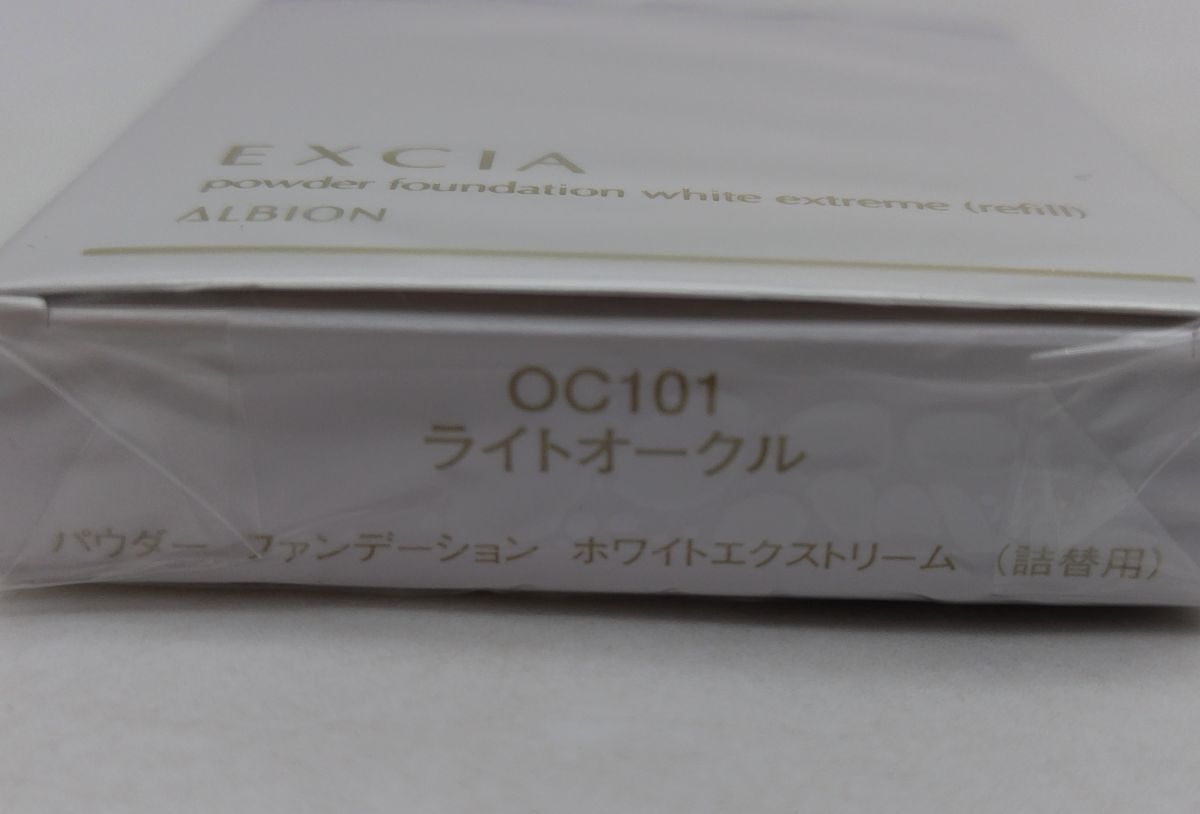 EXCIA
powder foundation white extreme (refill)
ALBION
OC101
ライトオークル
パウダー ファンデーション ホワイトエクストリーム （詰替用）